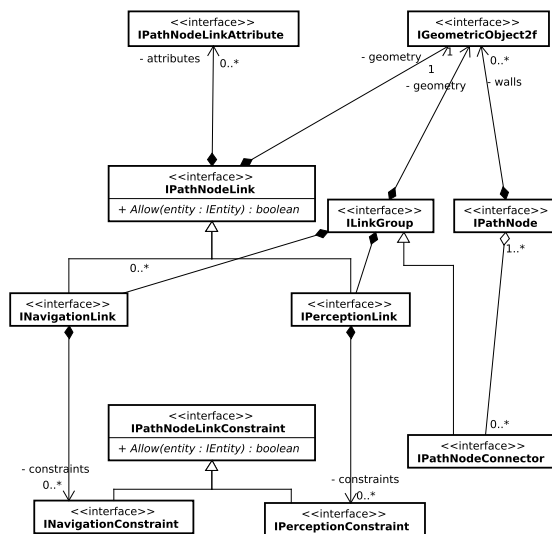 <<interface>>
IPathNodeLinkAttribute
<<interface>>
IGeometricObject2f
- attributes
0..*
- geometry
1
1
- geometry
0..*
- walls
<<interface>>
IPathNodeLink
+ Allow(entity : IEntity) : boolean
<<interface>>
ILinkGroup
<<interface>>
IPathNode
1..*
0..*
<<interface>>
INavigationLink
<<interface>>
IPerceptionLink
<<interface>>
IPathNodeLinkConstraint
+ Allow(entity : IEntity) : boolean
0..*
<<interface>>
IPathNodeConnector
- constraints
0..*
- constraints
0..*
<<interface>>
INavigationConstraint
<<interface>>
IPerceptionConstraint